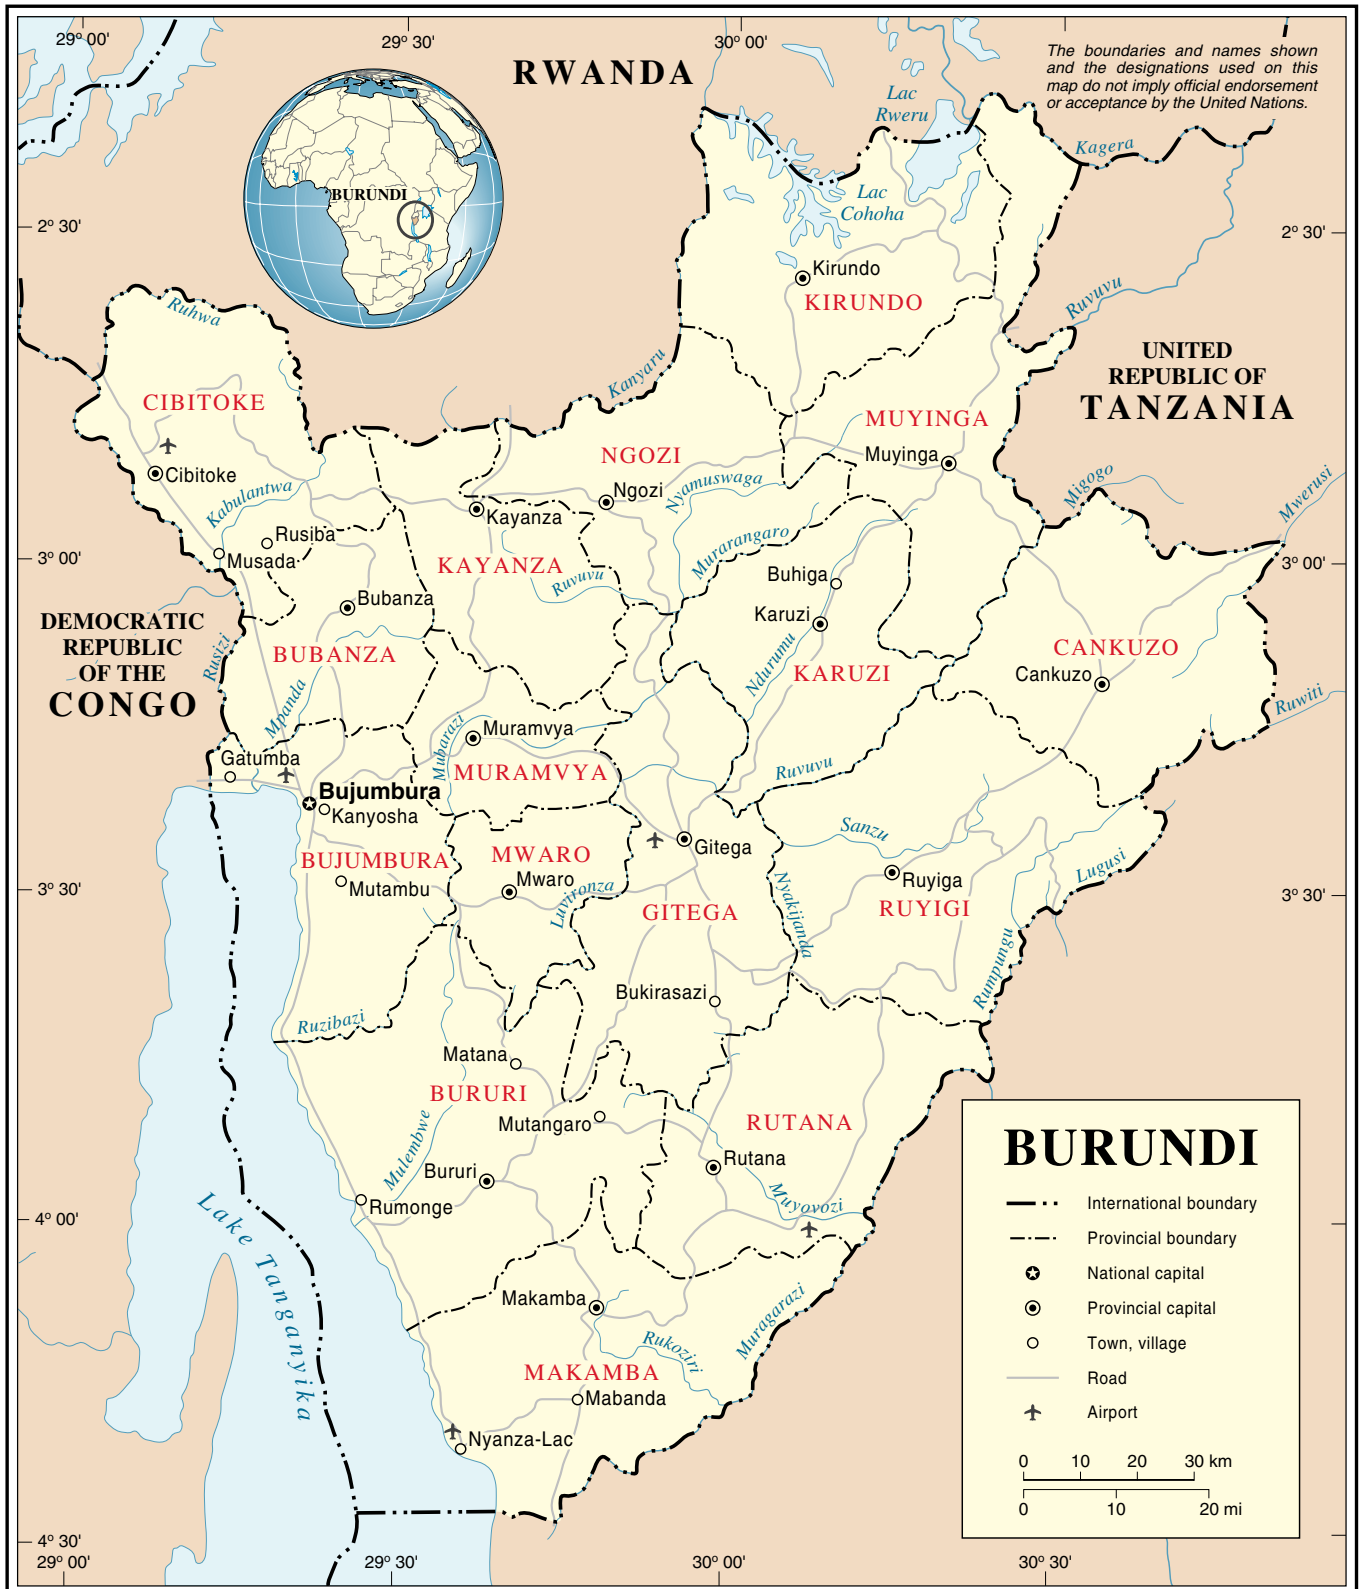 29° 00'
29° 30'
30° 00'
RWANDA
The boundaries and names shown
and the designations used on this
map do not imply official endorsement
or acceptance by the United Nations.
Lac
Rweru
Kagera
BURUNDI
Lac
Cohoha
2° 30'
2° 30'
Kirundo
KIRUNDO
Ruvuvu
Ruhwa
UNITED
REPUBLIC OF
TANZANIA
Kanyaru
CIBITOKE
MUYINGA
NGOZI
Muyinga
Cibitoke
Nyamuswaga
Migogo
Mwerusi
Ngozi
Kabulantwa
Kayanza
Rusiba
Musada
Murarangaro
3° 00'
3° 00'
KAYANZA
Ruvuvu
Buhiga
Bubanza
Karuzi
DEMOCRATIC
REPUBLIC
OF THE
CONGO
Rusizi
BUBANZA
Ndurumu
KARUZI
CANKUZO
Cankuzo
Ruwiti
Mpanda
Mubarazi
Muramvya
Gatumba
MURAMVYA
Ruvuvu
Bujumbura
Kanyosha
Sanzu
Gitega
BUJUMBURA
MWARO
Mwaro
Lugusi
Mutambu
Luvironza
Nyakijanda
Ruyiga
3° 30'
3° 30'
GITEGA
RUYIGI
Rumpungu
Bukirasazi
Ruzibazi
Matana
BURURI
Mutangaro
RUTANA
Mulembwe
Rutana
Bururi
Muyovozi
Rumonge
4° 00'
Lake Tanganyika
Makamba
Muragarazi
Rukoziri
MAKAMBA
Mabanda
Nyanza-Lac
BURUNDI
International boundary
Provincial boundary
National capital
Provincial capital
Town, village
Road
Airport
0 10 20 30 km
0 10 20 mi
4° 30'
29° 00'
29° 30'
30° 00'
30° 30'